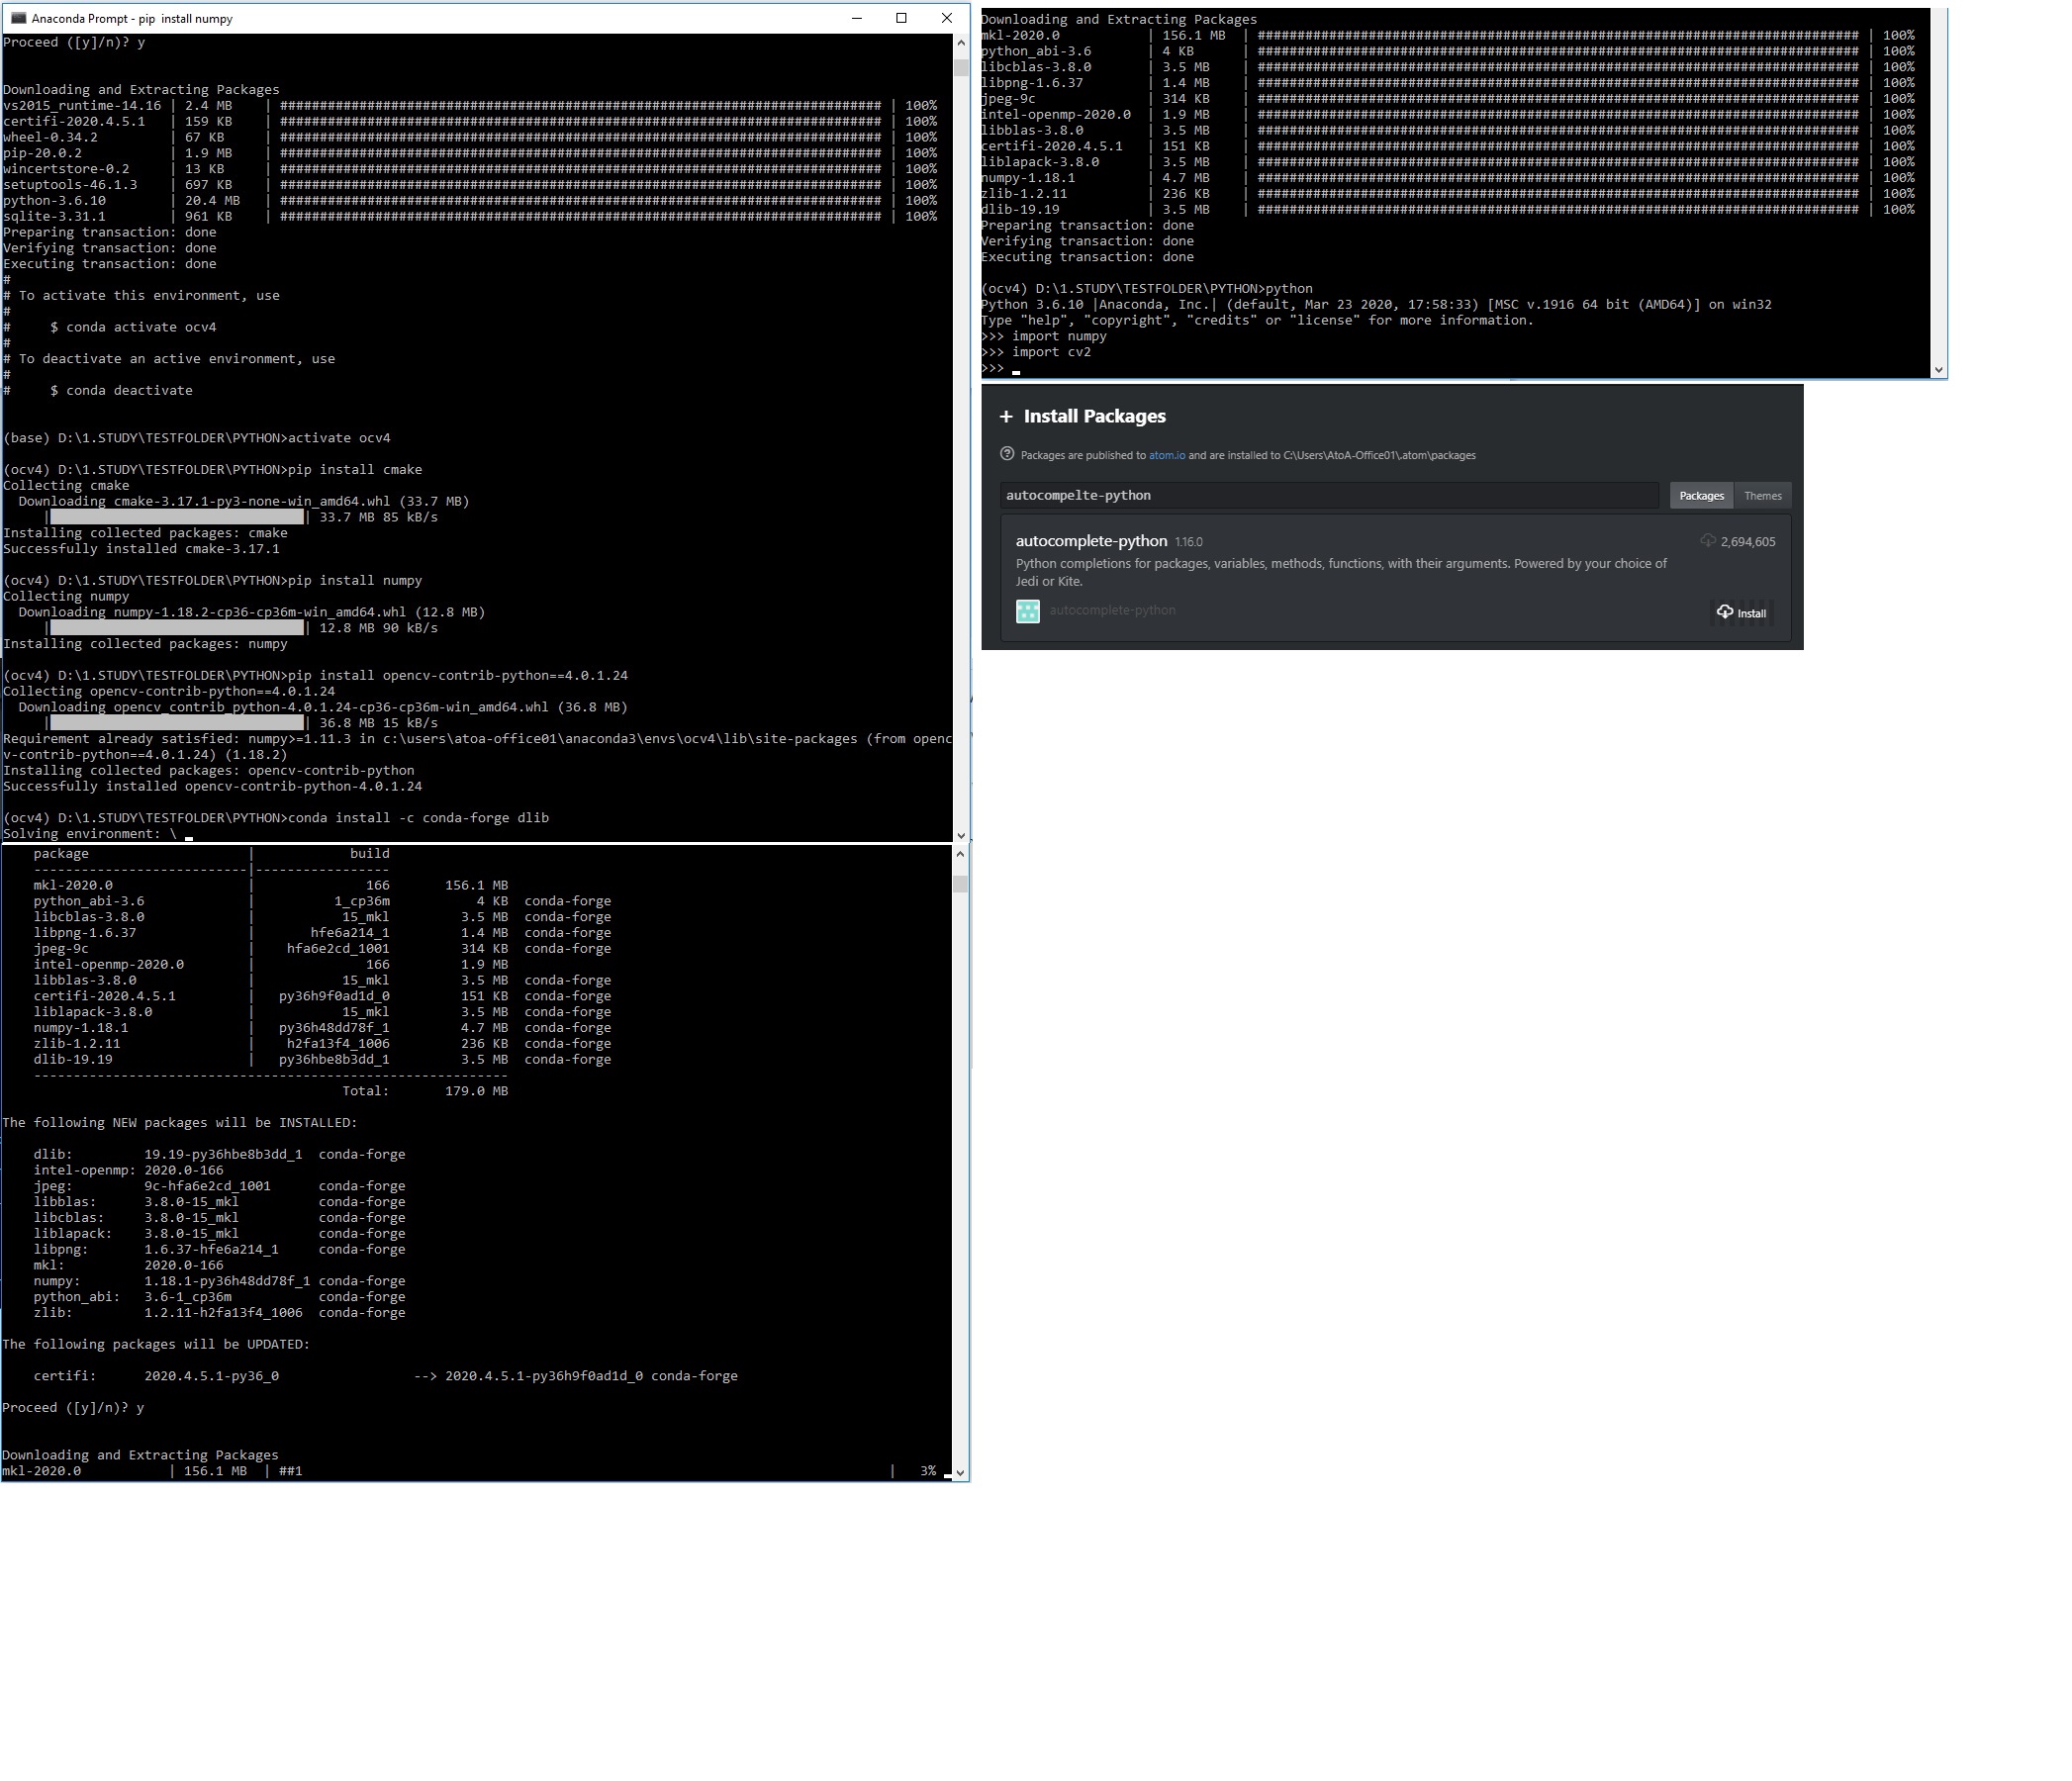 Anaconda Prompt - pip  install numpy
Proceed ([y]/n)? y
Downloading and Extracting Packages
vs2015_runtime-14.16 | 2.4 MB    | ############################################################################ | 100%
certifi-2020.4.5.1   | 159 KB    | ############################################################################ | 100%
wheel-0.34.2         | 67 KB     | ############################################################################ | 100%
pip-20.0.2           | 1.9 MB    | ############################################################################ | 100%
wincertstore-0.2     | 13 KB     | ############################################################################ | 100%
setuptools-46.1.3    | 697 KB    | ############################################################################ | 100%
python-3.6.10        | 20.4 MB   | ############################################################################ | 100%
sqlite-3.31.1        | 961 KB    | ############################################################################ | 100%
Preparing transaction: done
Verifying transaction: done
Executing transaction: done
#
# To activate this environment, use
#
#     $ conda activate ocv4
#
# To deactivate an active environment, use
#
#     $ conda deactivate
(base) D:\1.STUDY\TESTFOLDER\PYTHON>activate ocv4
(ocv4) D:\1.STUDY\TESTFOLDER\PYTHON>pip install cmake
Collecting cmake
  Downloading cmake-3.17.1-py3-none-win_amd64.whl (33.7 MB)
| 33.7 MB 85 kB/s
Installing collected packages: cmake
Successfully installed cmake-3.17.1
(ocv4) D:\1.STUDY\TESTFOLDER\PYTHON>pip install numpy
Collecting numpy
  Downloading numpy-1.18.2-cp36-cp36m-win_amd64.whl (12.8 MB)
| 12.8 MB 90 kB/s
Installing collected packages: numpy
(ocv4) D:\1.STUDY\TESTFOLDER\PYTHON>pip install opencv-contrib-python==4.0.1.24
Collecting opencv-contrib-python==4.0.1.24
  Downloading opencv_contrib_python-4.0.1.24-cp36-cp36m-win_amd64.whl (36.8 MB)
| 36.8 MB 15 kB/s
Requirement already satisfied: numpy>=1.11.3 in c:\users\atoa-office01\anaconda3\envs\ocv4\lib\site-packages (from openc
v-contrib-python==4.0.1.24) (1.18.2)
Installing collected packages: opencv-contrib-python
Successfully installed opencv-contrib-python-4.0.1.24
(ocv4) D:\1.STUDY\TESTFOLDER\PYTHON>conda install -c conda-forge dlib
Solving environment: \
package                    |            build
---------------------------|-----------------
mkl-2020.0                 |              166       156.1 MB
python_abi-3.6             |          1_cp36m           4 KB  conda-forge
libcblas-3.8.0             |           15_mkl         3.5 MB  conda-forge
libpng-1.6.37              |       hfe6a214_1         1.4 MB  conda-forge
jpeg-9c                    |    hfa6e2cd_1001         314 KB  conda-forge
intel-openmp-2020.0        |              166         1.9 MB
libblas-3.8.0              |           15_mkl         3.5 MB  conda-forge
certifi-2020.4.5.1         |   py36h9f0ad1d_0         151 KB  conda-forge
liblapack-3.8.0            |           15_mkl         3.5 MB  conda-forge
numpy-1.18.1               |   py36h48dd78f_1         4.7 MB  conda-forge
zlib-1.2.11                |    h2fa13f4_1006         236 KB  conda-forge
dlib-19.19                 |   py36hbe8b3dd_1         3.5 MB  conda-forge
------------------------------------------------------------
Total:       179.0 MB
The following NEW packages will be INSTALLED:
dlib:         19.19-py36hbe8b3dd_1  conda-forge
intel-openmp: 2020.0-166
jpeg:         9c-hfa6e2cd_1001      conda-forge
libblas:      3.8.0-15_mkl          conda-forge
libcblas:     3.8.0-15_mkl          conda-forge
liblapack:    3.8.0-15_mkl          conda-forge
libpng:       1.6.37-hfe6a214_1     conda-forge
mkl:          2020.0-166
numpy:        1.18.1-py36h48dd78f_1 conda-forge
python_abi:   3.6-1_cp36m           conda-forge
zlib:         1.2.11-h2fa13f4_1006  conda-forge
The following packages will be UPDATED:
certifi:      2020.4.5.1-py36_0                 --> 2020.4.5.1-py36h9f0ad1d_0 conda-forge
Proceed ([y]/n)? y
Downloading and Extracting Packages
mkl-2020.0           | 156.1 MB  | ##1                                                                          |   3%
Downloading and Extracting Packages
mkl-2020.0           | 156.1 MB  | ############################################################################ | 100%
python_abi-3.6       | 4 KB      | ############################################################################ | 100%
libcblas-3.8.0       | 3.5 MB    | ############################################################################ | 100%
libpng-1.6.37        | 1.4 MB    | ############################################################################ | 100%
jpeg-9c              | 314 KB    | ############################################################################ | 100%
intel-openmp-2020.0  | 1.9 MB    | ############################################################################ | 100%
libblas-3.8.0        | 3.5 MB    | ############################################################################ | 100%
certifi-2020.4.5.1   | 151 KB    | ############################################################################ | 100%
liblapack-3.8.0      | 3.5 MB    | ############################################################################ | 100%
numpy-1.18.1         | 4.7 MB    | ############################################################################ | 100%
zlib-1.2.11          | 236 KB    | ############################################################################ | 100%
dlib-19.19           | 3.5 MB    | ############################################################################ | 100%
Preparing transaction: done
Verifying transaction: done
Executing transaction: done
(ocv4) D:\1.STUDY\TESTFOLDER\PYTHON>python
Python 3.6.10 |Anaconda, Inc.| (default, Mar 23 2020, 17:58:33) [MSC v.1916 64 bit (AMD64)] on win32
Type "help", "copyright", "credits" or "license" for more information.
>>> import numpy
>>> import cv2
>>>
+ Install Packages
Packages are published to atom.io and are installed to C:\Users\AtoA-Office01\.atom\packages
autocompelte-python
Packages Themes
autocomplete-python 1.16.0 2,694,605
Python completions for packages, variables, methods, functions, with their arguments. Powered by your choice of
Jedi or Kite.
autocomplete-python
Install